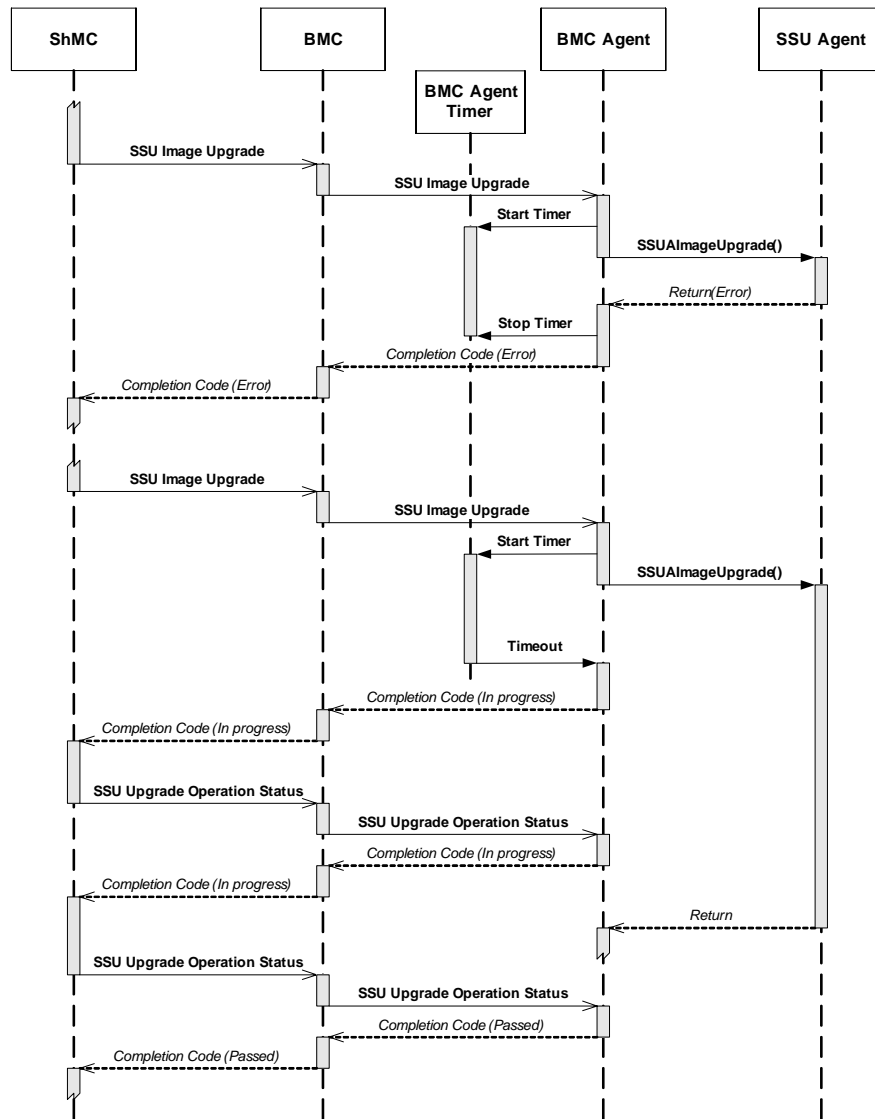 ShMC
BMC
BMC Agent
Timer
BMC Agent
SSU Agent
SSU Image Upgrade
SSU Image Upgrade
Start Timer
SSUAImageUpgrade()
Return(Error)
Stop Timer
Completion Code (Error)
Completion Code (Error)
SSU Image Upgrade
SSU Image Upgrade
Start Timer
SSUAImageUpgrade()
Timeout
Completion Code (In progress)
Completion Code (In progress)
SSU Upgrade Operation Status
SSU Upgrade Operation Status
Completion Code (In progress)
Completion Code (In progress)
Return
SSU Upgrade Operation Status
SSU Upgrade Operation Status
Completion Code (Passed)
Completion Code (Passed)